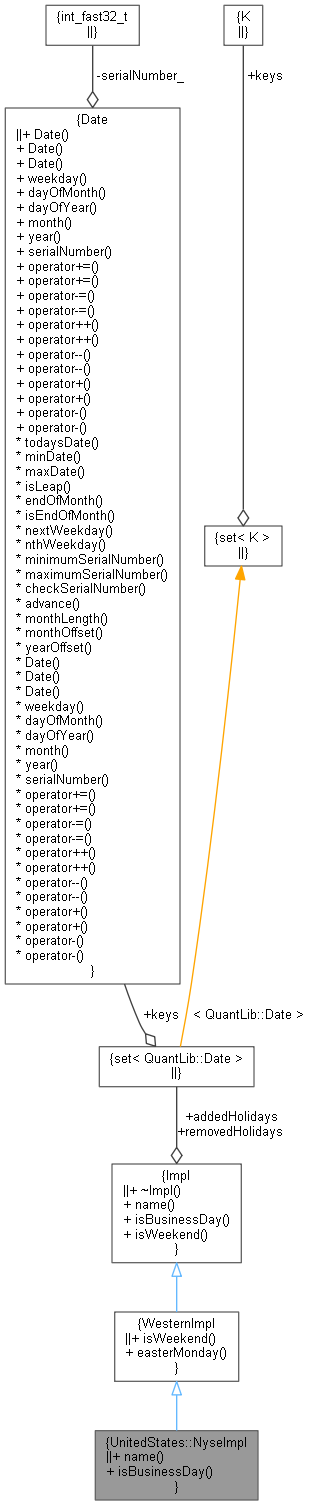 {int_fast32_t
||}
{K
||}
-serialNumber_
+keys
{Date
||+ Date()
+ Date()
+ Date()
+ weekday()
+ dayOfMonth()
+ dayOfYear()
+ month()
+ year()
+ serialNumber()
+ operator+=()
+ operator+=()
+ operator-=()
+ operator-=()
+ operator++()
+ operator++()
+ operator--()
+ operator--()
+ operator+()
+ operator+()
+ operator-()
+ operator-()
* todaysDate()
* minDate()
* maxDate()
* isLeap()
* endOfMonth()
* isEndOfMonth()
* nextWeekday()
* nthWeekday()
* minimumSerialNumber()
* maximumSerialNumber()
* checkSerialNumber()
* advance()
* monthLength()
* monthOffset()
* yearOffset()
* Date()
* Date()
* Date()
* weekday()
* dayOfMonth()
* dayOfYear()
* month()
* year()
* serialNumber()
* operator+=()
* operator+=()
* operator-=()
* operator-=()
* operator++()
* operator++()
* operator--()
* operator--()
* operator+()
* operator+()
* operator-()
* operator-()
}
{set< K >
||}
+keys
< QuantLib::Date >
{set< QuantLib::Date >
||}
+addedHolidays
+removedHolidays
{Impl
||+ ~Impl()
+ name()
+ isBusinessDay()
+ isWeekend()
}
{WesternImpl
||+ isWeekend()
+ easterMonday()
}
{UnitedStates::NyseImpl
||+ name()
+ isBusinessDay()
}